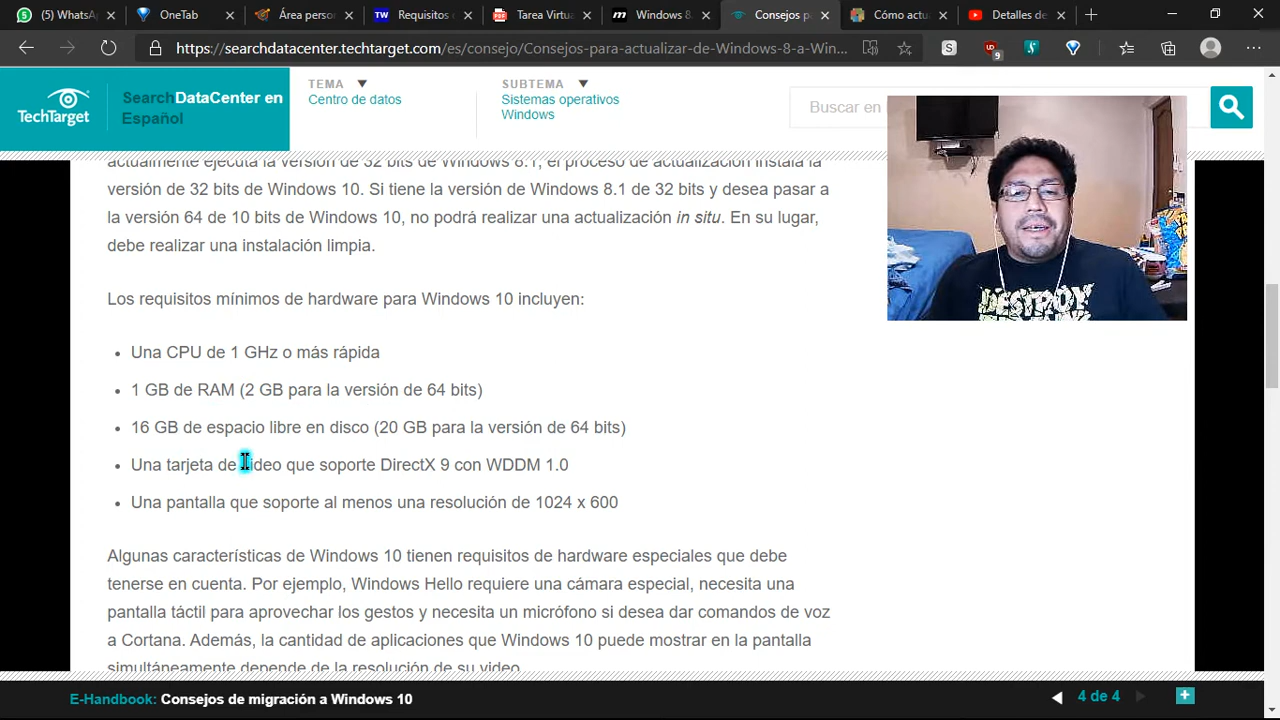 (5) WhatsA
OneTab
Área perso
Requisitos d
Tarea Virtua
Windows 8
Consejos p
Cómo actu
Detalles de
https://searchdatacenter.techtarget.com/es/consejo/Consejos-para-actualizar-de-Windows-8-a-Win...
TechTarget
SearchDataCenter en
Español
TEMA
Centro de datos
SUBTEMA
Sistemas operativos
Windows
Buscar en
actualmente ejecuta la versión de 32 bits de Windows 8.1, el proceso de actualización instala la
versión de 32 bits de Windows 10. Si tiene la versión de Windows 8.1 de 32 bits y desea pasar a
la versión 64 de 10 bits de Windows 10, no podrá realizar una actualización in situ. En su lugar,
debe realizar una instalación limpia.
DESTROY
Los requisitos mínimos de hardware para Windows 10 incluyen:
• Una CPU de 1 GHz o más rápida
• 1 GB de RAM (2 GB para la versión de 64 bits)
• 16 GB de espacio libre en disco (20 GB para la versión de 64 bits)
• Una tarjeta de video que soporte DirectX 9 con WDDM 1.0
• Una pantalla que soporte al menos una resolución de 1024 x 600
Algunas características de Windows 10 tienen requisitos de hardware especiales que debe
tenerse en cuenta. Por ejemplo, Windows Hello requiere una cámara especial, necesita una
pantalla táctil para aprovechar los gestos y necesita un micrófono si desea dar comandos de voz
a Cortana. Además, la cantidad de aplicaciones que Windows 10 puede mostrar en la pantalla
simultáneamente depende de la resolución de su video.
E-Handbook: Consejos de migración a Windows 10
4 de 4